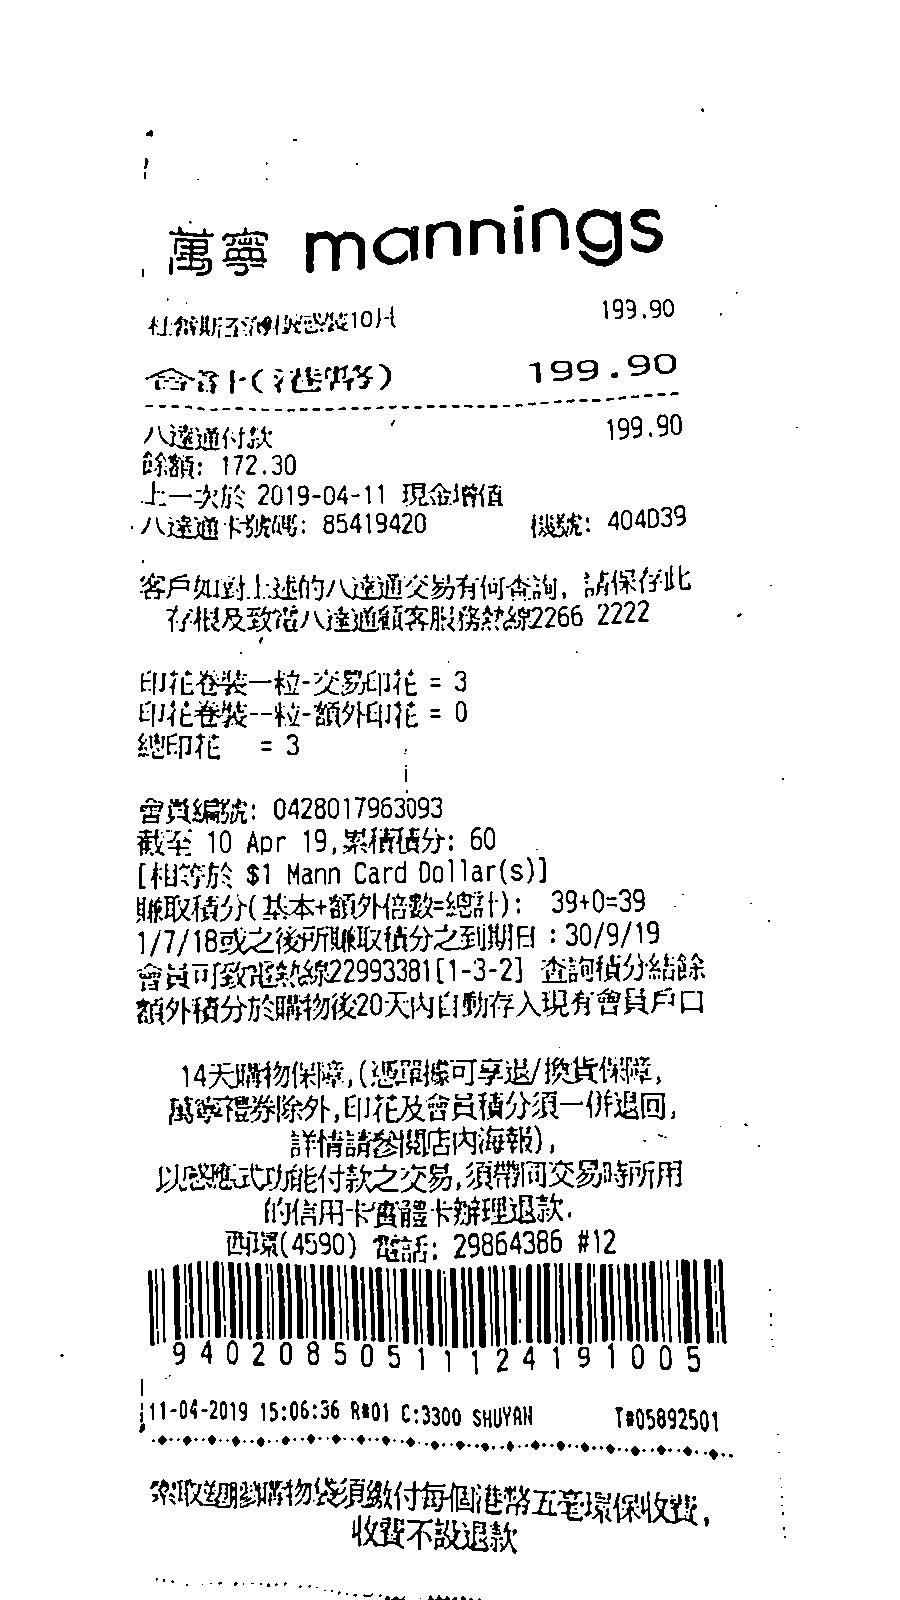 萬寧 mannings
杜蕾斯 裝10片 199.90
合計(港幣) 199.90
八達通付款 199.90
餘額: 172.30
上一次於 2019-04-11 現金增值
八達通卡號碼: 85419420 機號: 404D39
客戶如對上述的八達通交易有何查詢, 請保存此
存根及致電八達通顧客服務熱線2266 2222
印花卷裝一粒-交易印花 = 3
印花卷裝一粒-額外印花 = 0
總印花 = 3
會員編號: 0428017963093
截至 10 Apr 19,累積積分: 60
[相等於 $1 Mann Card Dollar(s)]
賺取積分(基本+額外倍數=總計): 39+0=39
1/7/18或之後所賺取積分之到期日：30/9/19
會員可致電熱線22993381[1-3-2] 查詢積分結餘
額外積分於購物後20天內自動存入現有會員戶口
14天購物保障,(憑單據可享退/換貨保障,
萬寧禮券除外,印花及會員積分須一併退回,
詳情請參閱店內海報),
以感應式功能付款之交易,須帶同交易時所用
的信用卡實體卡辦理退款.
西環(4590) 電話: 29864386 #12
94020850511124191005
11-04-2019 15:06:36 R#01 C:3300 SHUYAN T#05892501
索取塑膠購物袋須繳付每個港幣五毫環保收費,
收費不設退款